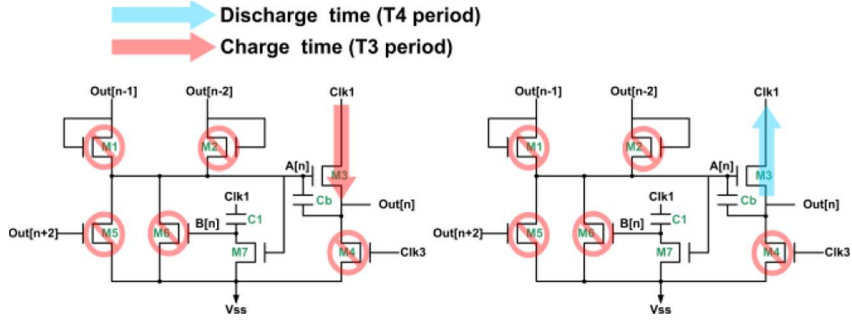 Discharge time (T4 period)
Charge time (T3 period)
Out[n-1] Out[n-2] Clk1
M1 M2
A[n] M3
Clk1 Cb Out[n]
C1
Out[n+2] M5 M6 B[n]
M7 M4 Clk3
Vss
Out[n-1] Out[n-2] Clk1
M1 M2
A[n] M3
Clk1 Cb Out[n]
C1
Out[n+2] M5 M6 B[n]
M7 M4 Clk3
Vss